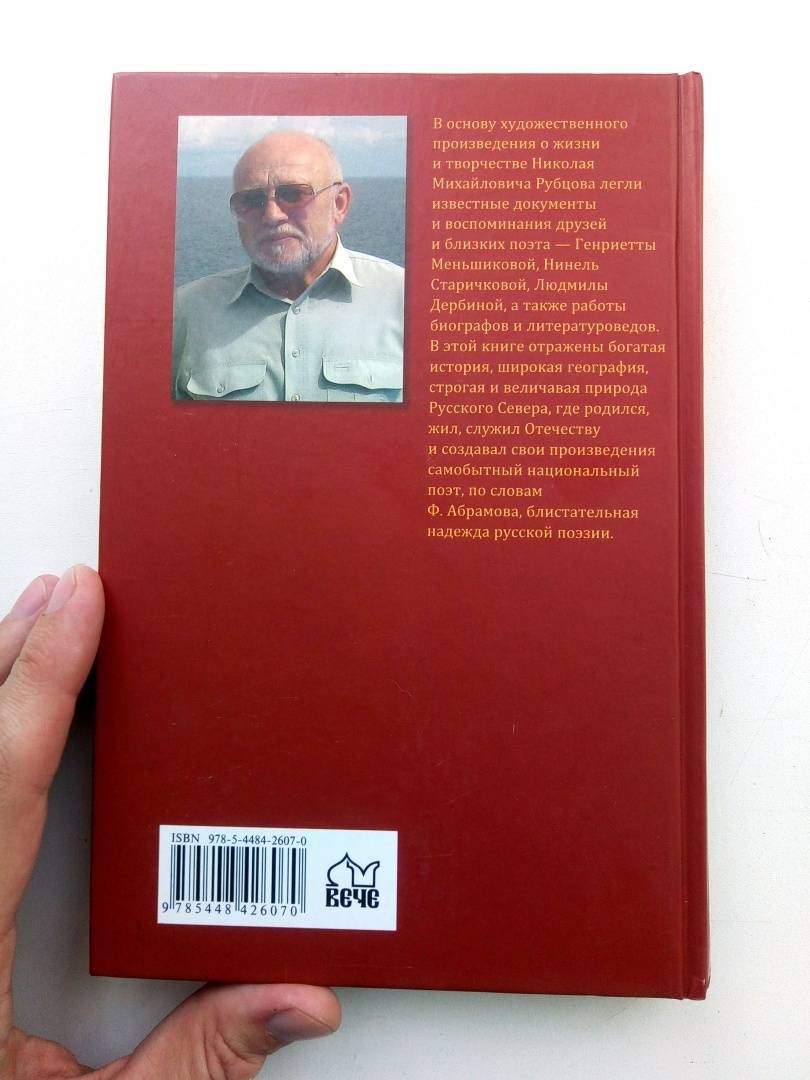 В основу художественного
произведения о жизни
и творчестве Николая
Михайловича Рубцова легли
известные документы
и воспоминания друзей
и близких поэта — Генриетты
Меньшиковой, Нинель
Старичковой, Людмилы
Дербиной, а также работы
биографов и литературоведов.
В этой книге отражены богатая
история, широкая география,
строгая и величавая природа
Русского Севера, где родился,
жил, служил Отечеству
и создавал свои произведения
самобытный национальный
поэт, по словам
Ф. Абрамова, блистательная
надежда русской поэзии.
ISBN 978-5-4484-2607-0
9 785448 426070
ВЕЧЕ